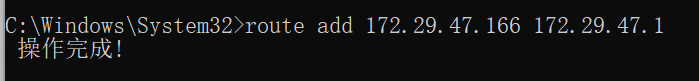 C:\Windows\System32>route add 172.29.47.166 172.29.47.1
操作完成!